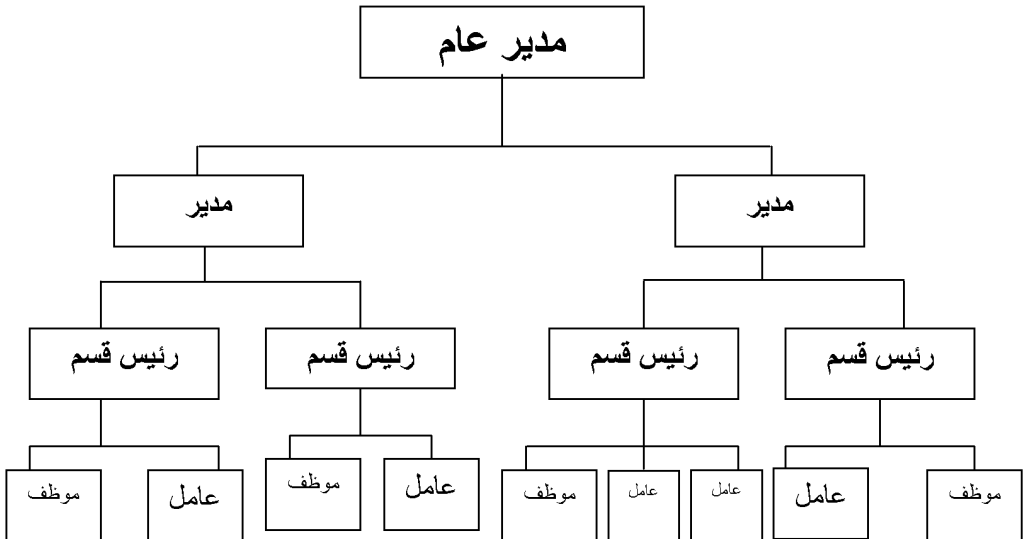 مدير عام
مدير
مدير
رئيس قسم
رئيس قسم
رئيس قسم
رئيس قسم
موظف
عامل
عامل
عامل
موظف
عامل
موظف
عامل
موظف